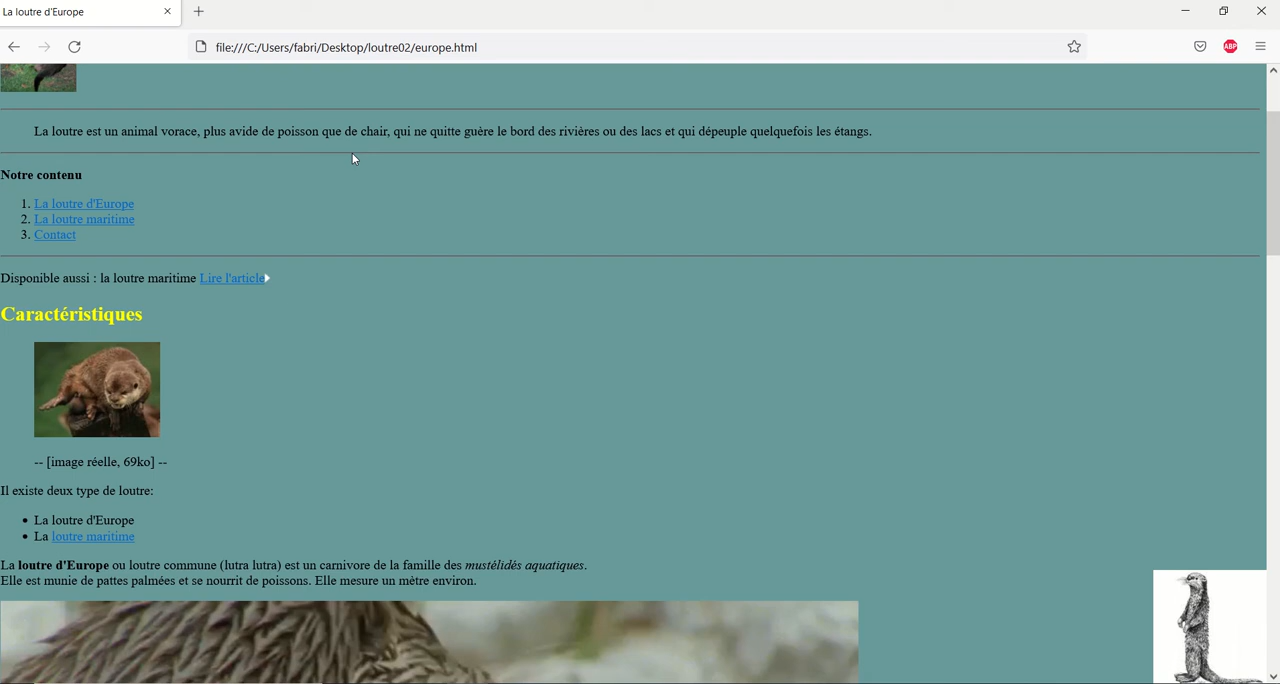 La loutre d'Europe
file:///C:/Users/fabri/Desktop/loutre02/europe.html
ABP
La loutre est un animal vorace, plus avide de poisson que de chair, qui ne quitte guère le bord des rivières ou des lacs et qui dépeuple quelquefois les étangs.
Notre contenu
1. La loutre d'Europe
2. La loutre maritime
3. Contact
Disponible aussi : la loutre maritime Lire l'article
Caractéristiques
-- [image réelle, 69ko] --
Il existe deux type de loutre:
• La loutre d'Europe
• La loutre maritime
La loutre d'Europe ou loutre commune (lutra lutra) est un carnivore de la famille des mustélidés aquatiques.
Elle est munie de pattes palmées et se nourrit de poissons. Elle mesure un mètre environ.